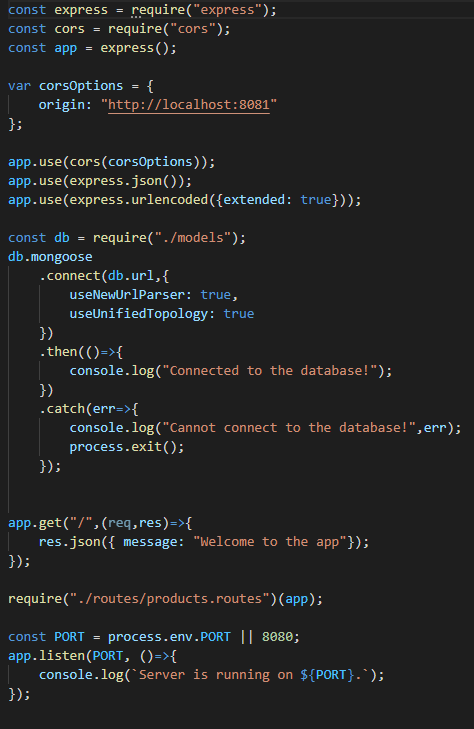 const express = require("express");
const cors = require("cors");
const app = express();
var corsOptions = {
origin: "http://localhost:8081"
};
app.use(cors(corsOptions));
app.use(express.json());
app.use(express.urlencoded({extended: true}));
const db = require("./models");
db.mongoose
.connect(db.url,{
useNewUrlParser: true,
useUnifiedTopology: true
})
.then(()=>{
console.log("Connected to the database!");
})
.catch(err=>{
console.log("Cannot connect to the database!",err);
process.exit();
});
app.get("/",(req,res)=>{
res.json({ message: "Welcome to the app"});
});
require("./routes/products.routes")(app);
const PORT = process.env.PORT || 8080;
app.listen(PORT, ()=>{
console.log(`Server is running on ${PORT}.`);
});